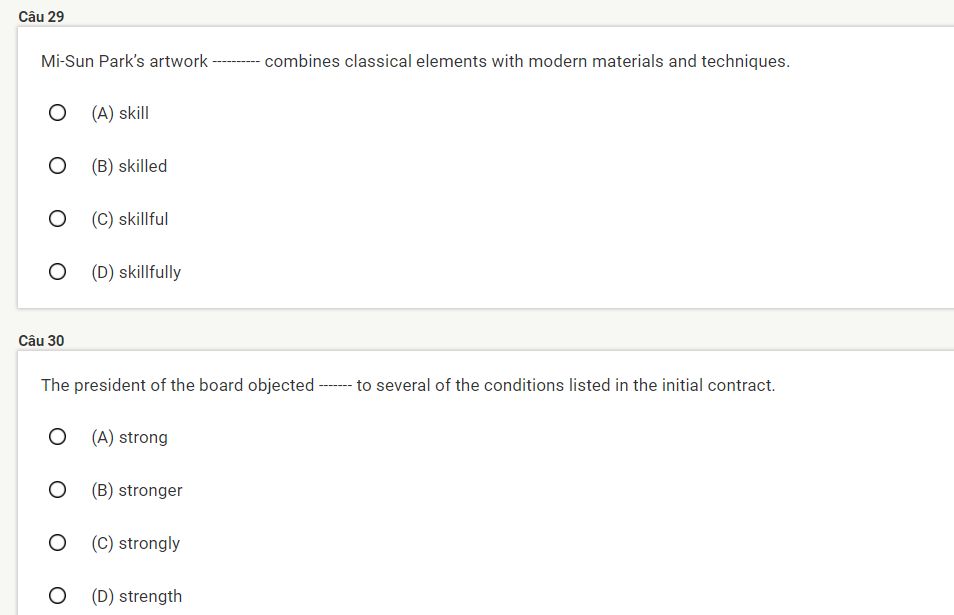 Câu 29
Mi-Sun Park’s artwork ---------- combines classical elements with modern materials and techniques.
(A) skill
(B) skilled
(C) skillful
(D) skillfully
Câu 30
The president of the board objected ------- to several of the conditions listed in the initial contract.
(A) strong
(B) stronger
(C) strongly
(D) strength